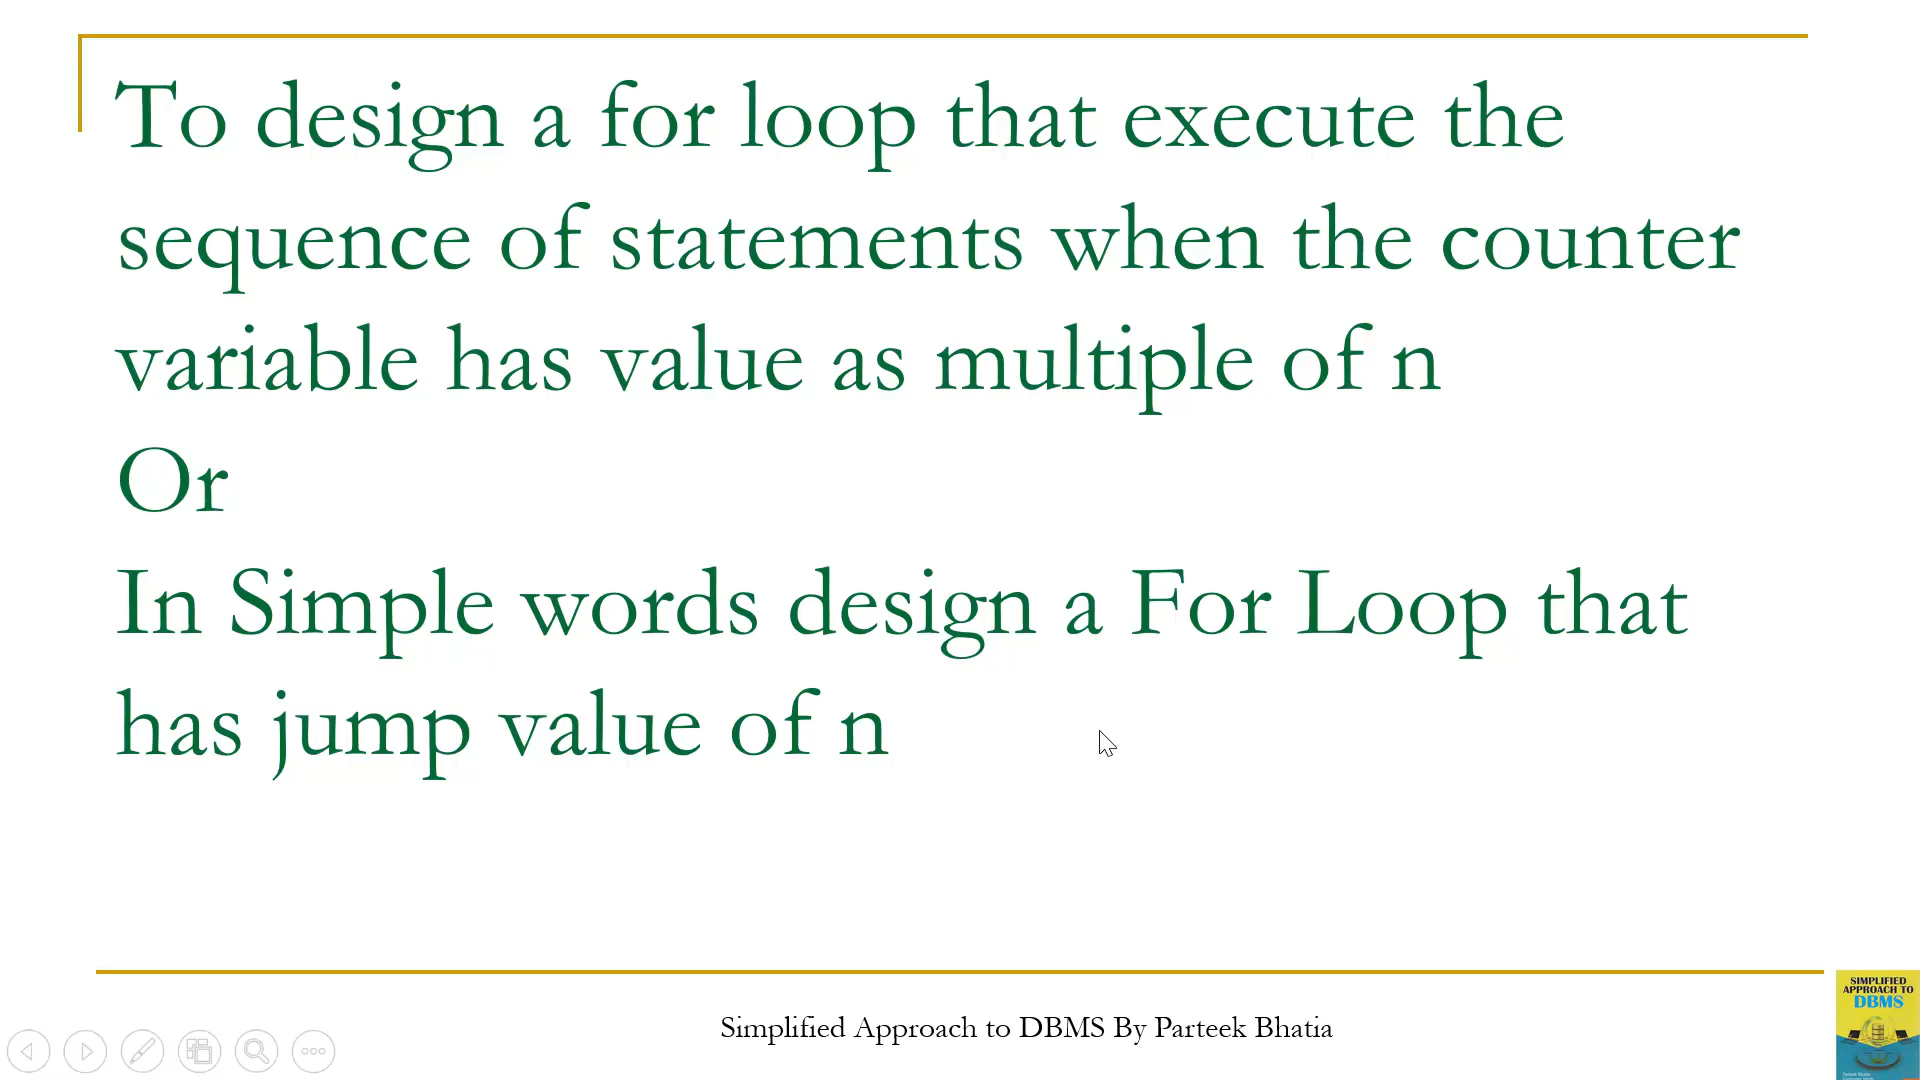 To design a for loop that execute the
sequence of statements when the counter
variable has value as multiple of n
Or
In Simple words design a For Loop that
has jump value of n
Simplified Approach to DBMS By Parteek Bhatia
SIMPLIFIED
APPROACH TO
DBMS
Parteek Bhatia